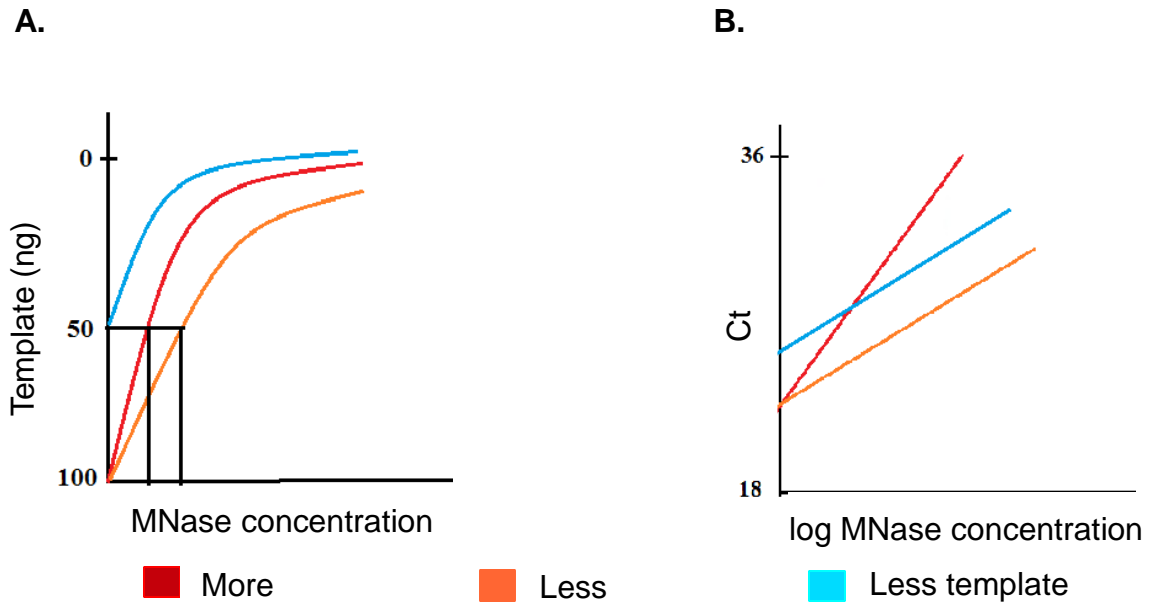 A.
B.
0
50
100
Template (ng)
MNase concentration
36
18
Ct
log MNase concentration
More
Less
Less template